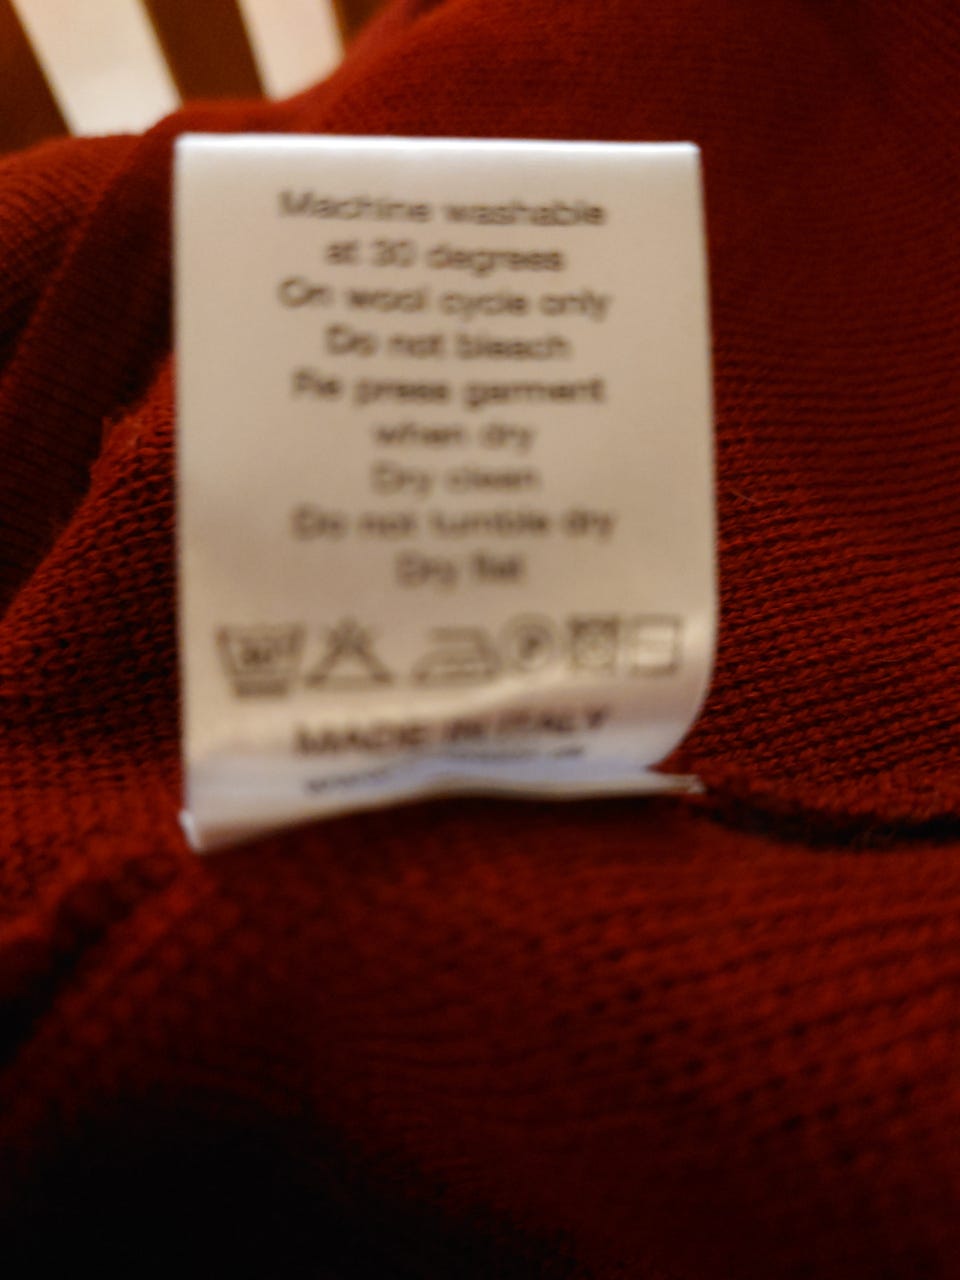 Machine washable
at 30 degrees
On wool cycle only
Do not bleach
Re press garment
when dry
Dry clean
Do not tumble dry
Dry flat
30 P
MADE IN ITALY